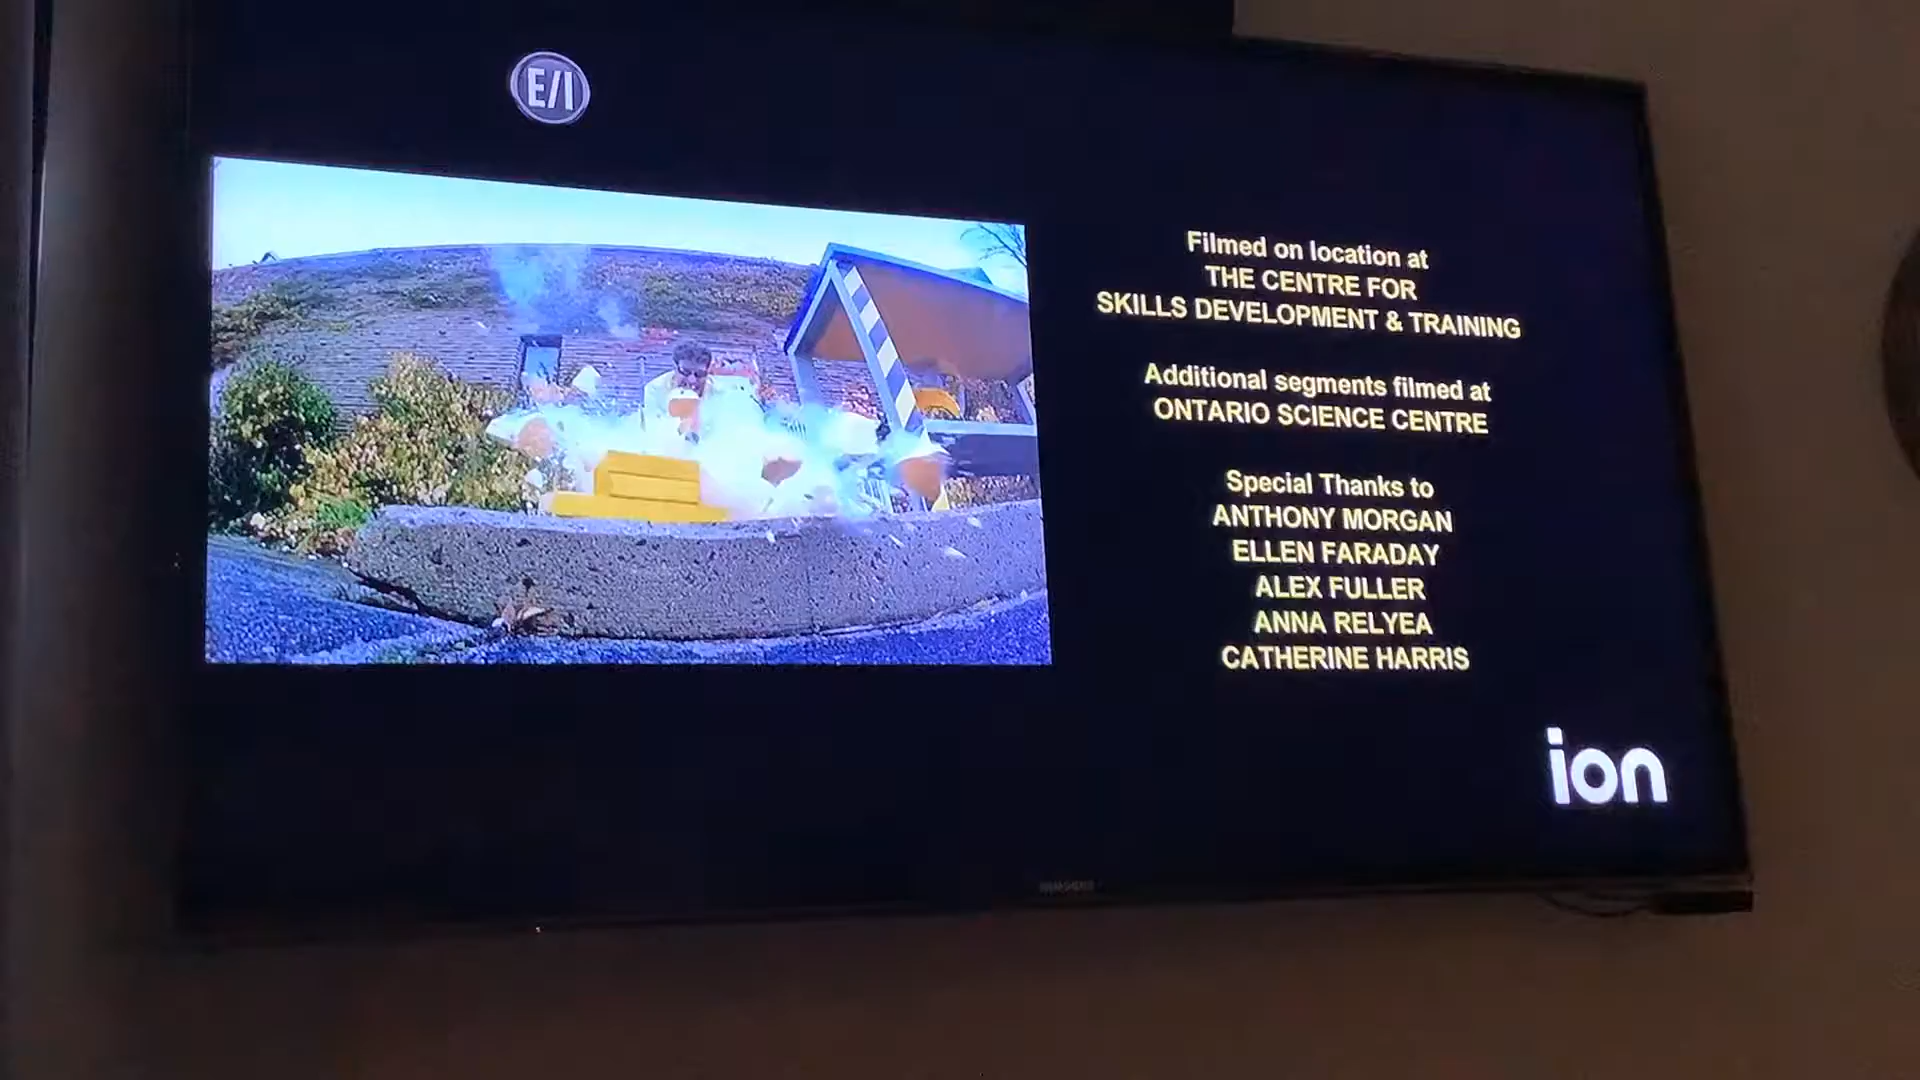 E/I
Filmed on location at
THE CENTRE FOR
SKILLS DEVELOPMENT & TRAINING
Additional segments filmed at
ONTARIO SCIENCE CENTRE
Special Thanks to
ANTHONY MORGAN
ELLEN FARADAY
ALEX FULLER
ANNA RELYEA
CATHERINE HARRIS
ion